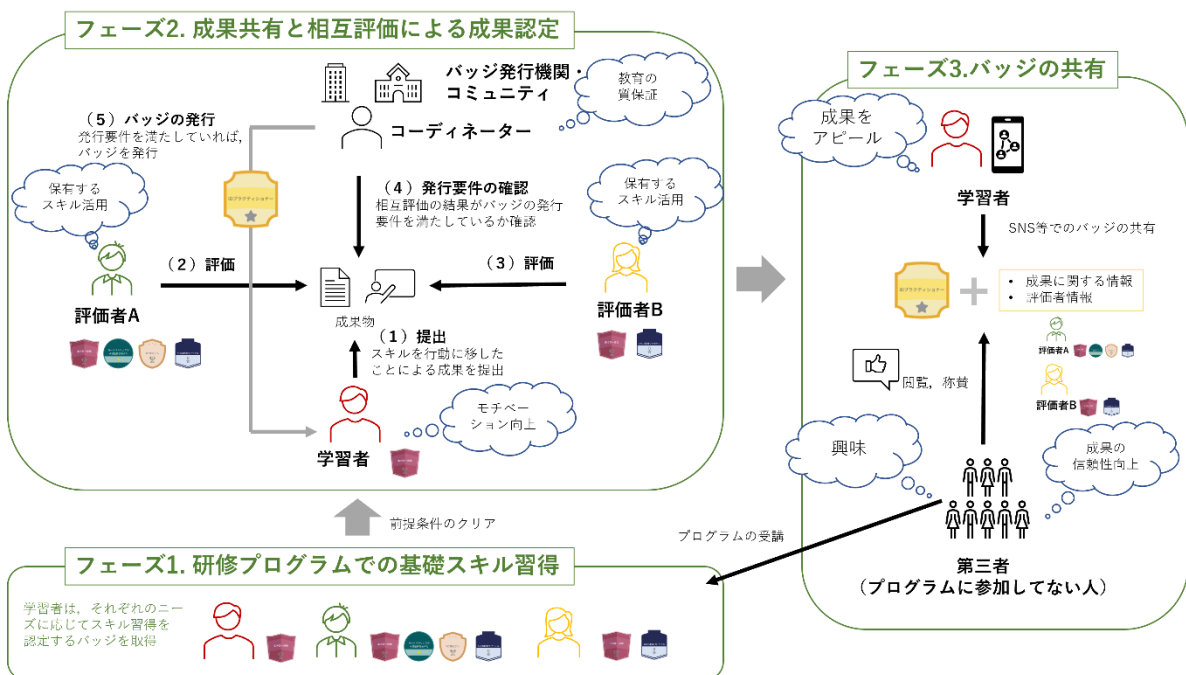 フェーズ2. 成果共有と相互評価による成果認定
バッジ発行機関・
コミュニティ
教育の
質保証
コーディネーター
（5）バッジの発行
発行要件を満たしていれば,
バッジを発行
保有する
スキル活用
（4）発行要件の確認
相互評価の結果がバッジの発行
要件を満たしているか確認
保有する
スキル活用
（2）評価
（3）評価
評価者A
成果物
評価者B
（1）提出
スキルを行動に移した
ことによる成果を提出
モチベー
ション向上
学習者
フェーズ3.バッジの共有
成果を
アピール
学習者
SNS等でのバッジの共有
• 成果に関する情報
• 評価者情報
評価者A
評価者B
閲覧, 称賛
興味
成果の
信頼性向上
第三者
（プログラムに参加してない人）
前提条件のクリア
プログラムの受講
フェーズ1. 研修プログラムでの基礎スキル習得
学習者は, それぞれのニー
ズに応じてスキル習得を
認定するバッジを取得